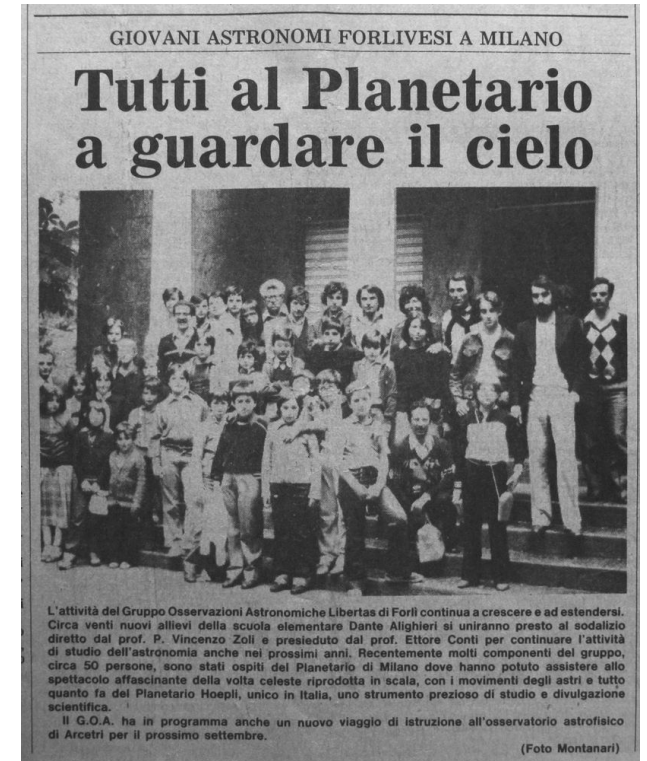 GIOVANI ASTRONOMI FORLIVESI A MILANO
Tutti al Planetario
a guardare il cielo
L'attività del Gruppo Osservazioni Astronomiche Libertas di Forlì continua a crescere e ad estendersi.
Circa venti nuovi allievi della scuola elementare Dante Alighieri si uniranno presto al sodalizio
diretto dal prof. P. Vincenzo Zoli e presieduto dal prof. Ettore Conti per continuare l'attività
di studio dell'astronomia anche nei prossimi anni. Recentemente molti componenti del gruppo,
circa 50 persone, sono stati ospiti del Planetario di Milano dove hanno potuto assistere allo
spettacolo affascinante della volta celeste riprodotta in scala, con i movimenti degli astri e tutto
quanto fa del Planetario Hoepli, unico in Italia, uno strumento prezioso di studio e divulgazione
scientifica.
Il G.O.A. ha in programma anche un nuovo viaggio di istruzione all'osservatorio astrofisico
di Arcetri per il prossimo settembre.
(Foto Montanari)